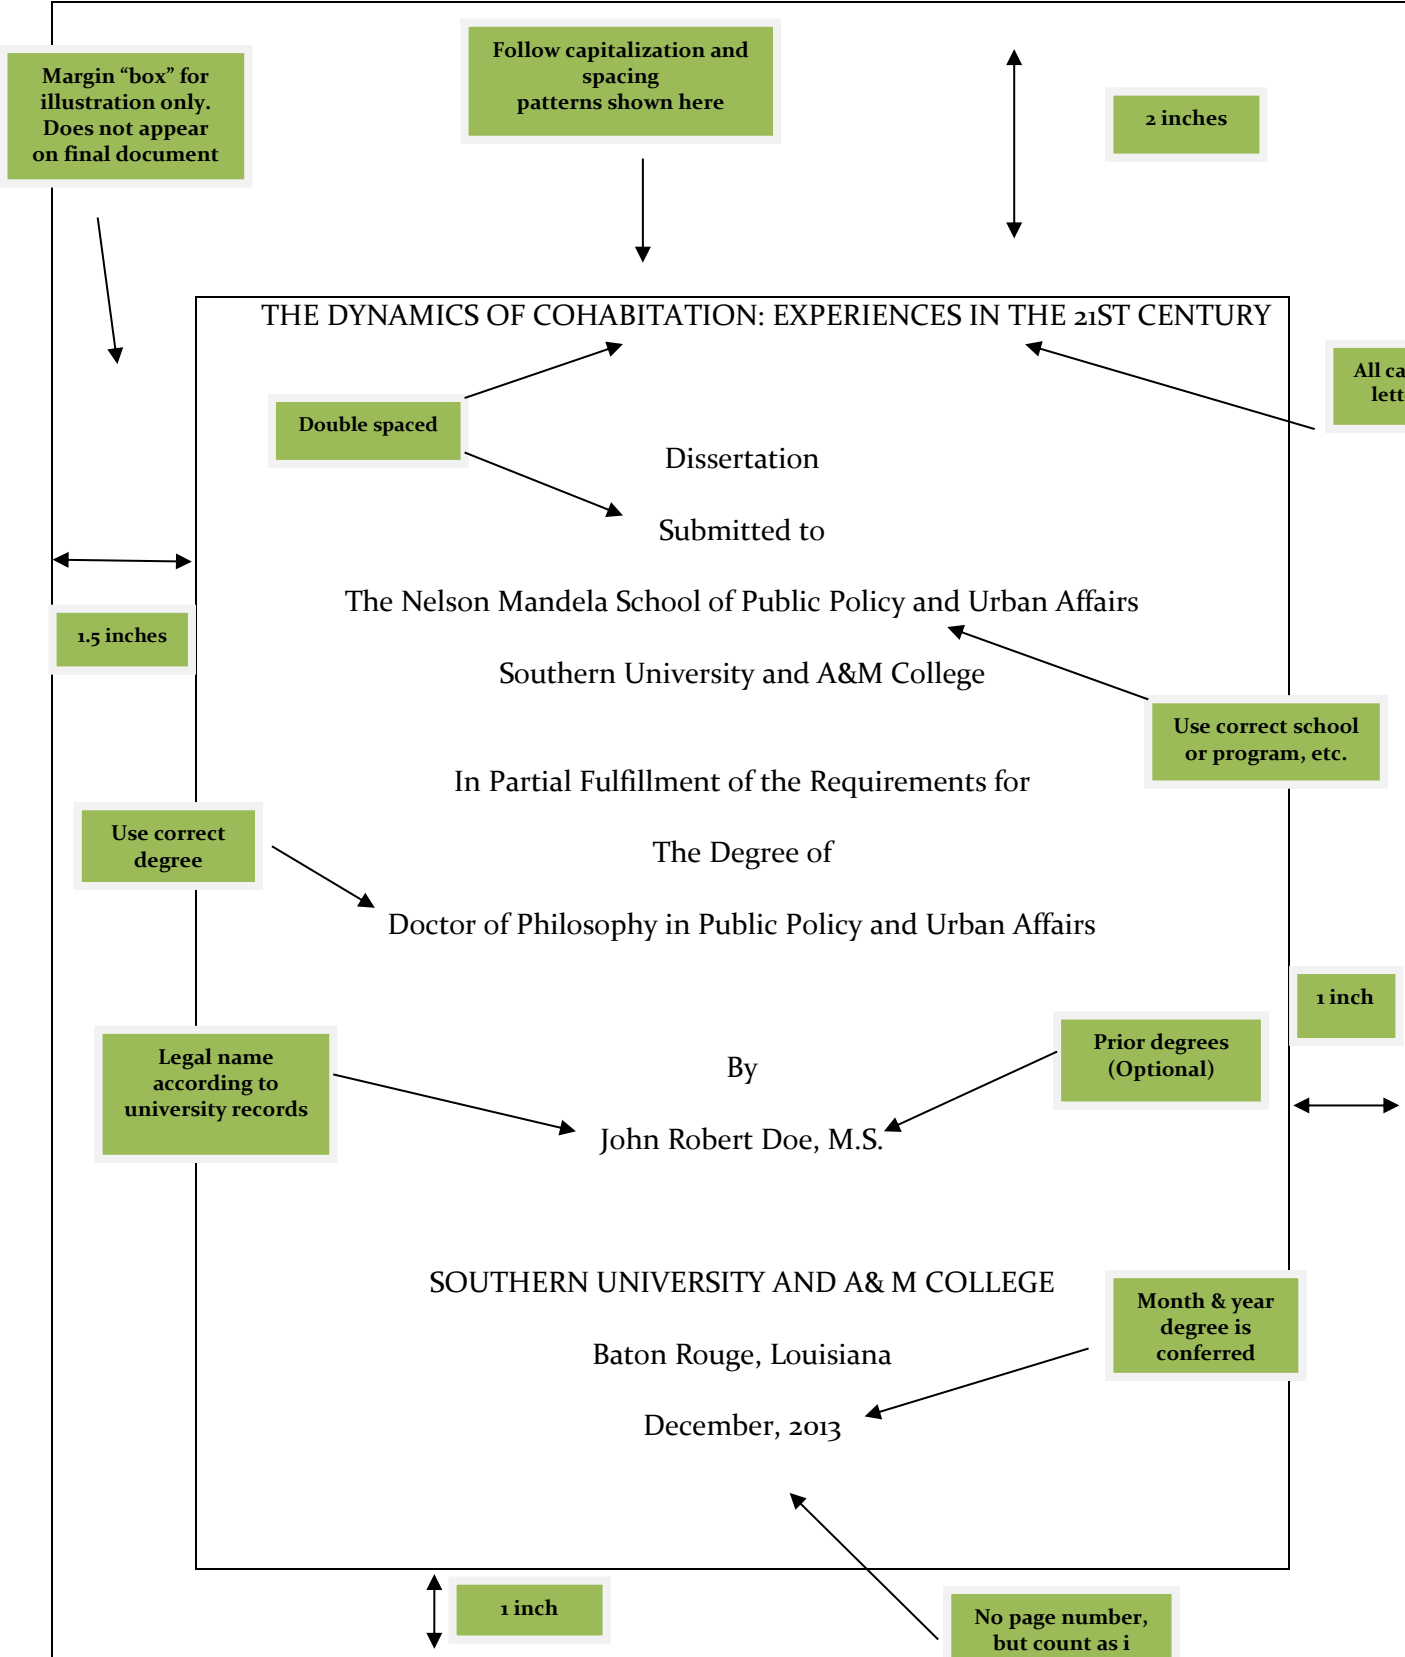 Follow capitalization and
spacing
patterns shown here
Margin “box” for
illustration only.
Does not appear
on final document
2 inches
THE DYNAMICS OF COHABITATION: EXPERIENCES IN THE 21ST CENTURY
All
Double spaced
Dissertation
Submitted to
The Nelson Mandela School of Public Policy and Urban Affairs
1.5 inches
Southern University and A&M College
Use correct school
or program, etc.
In Partial Fulfillment of the Requirements for
Use correct
degree
The Degree of
Doctor of Philosophy in Public Policy and Urban Affairs
1 inch
Legal name
according to
university records
Prior degrees
(Optional)
By
John Robert Doe, M.S.
SOUTHERN UNIVERSITY AND A& M COLLEGE
Month & year
degree is
conferred
Baton Rouge, Louisiana
December, 2013
1 inch
No page number,
but count as i